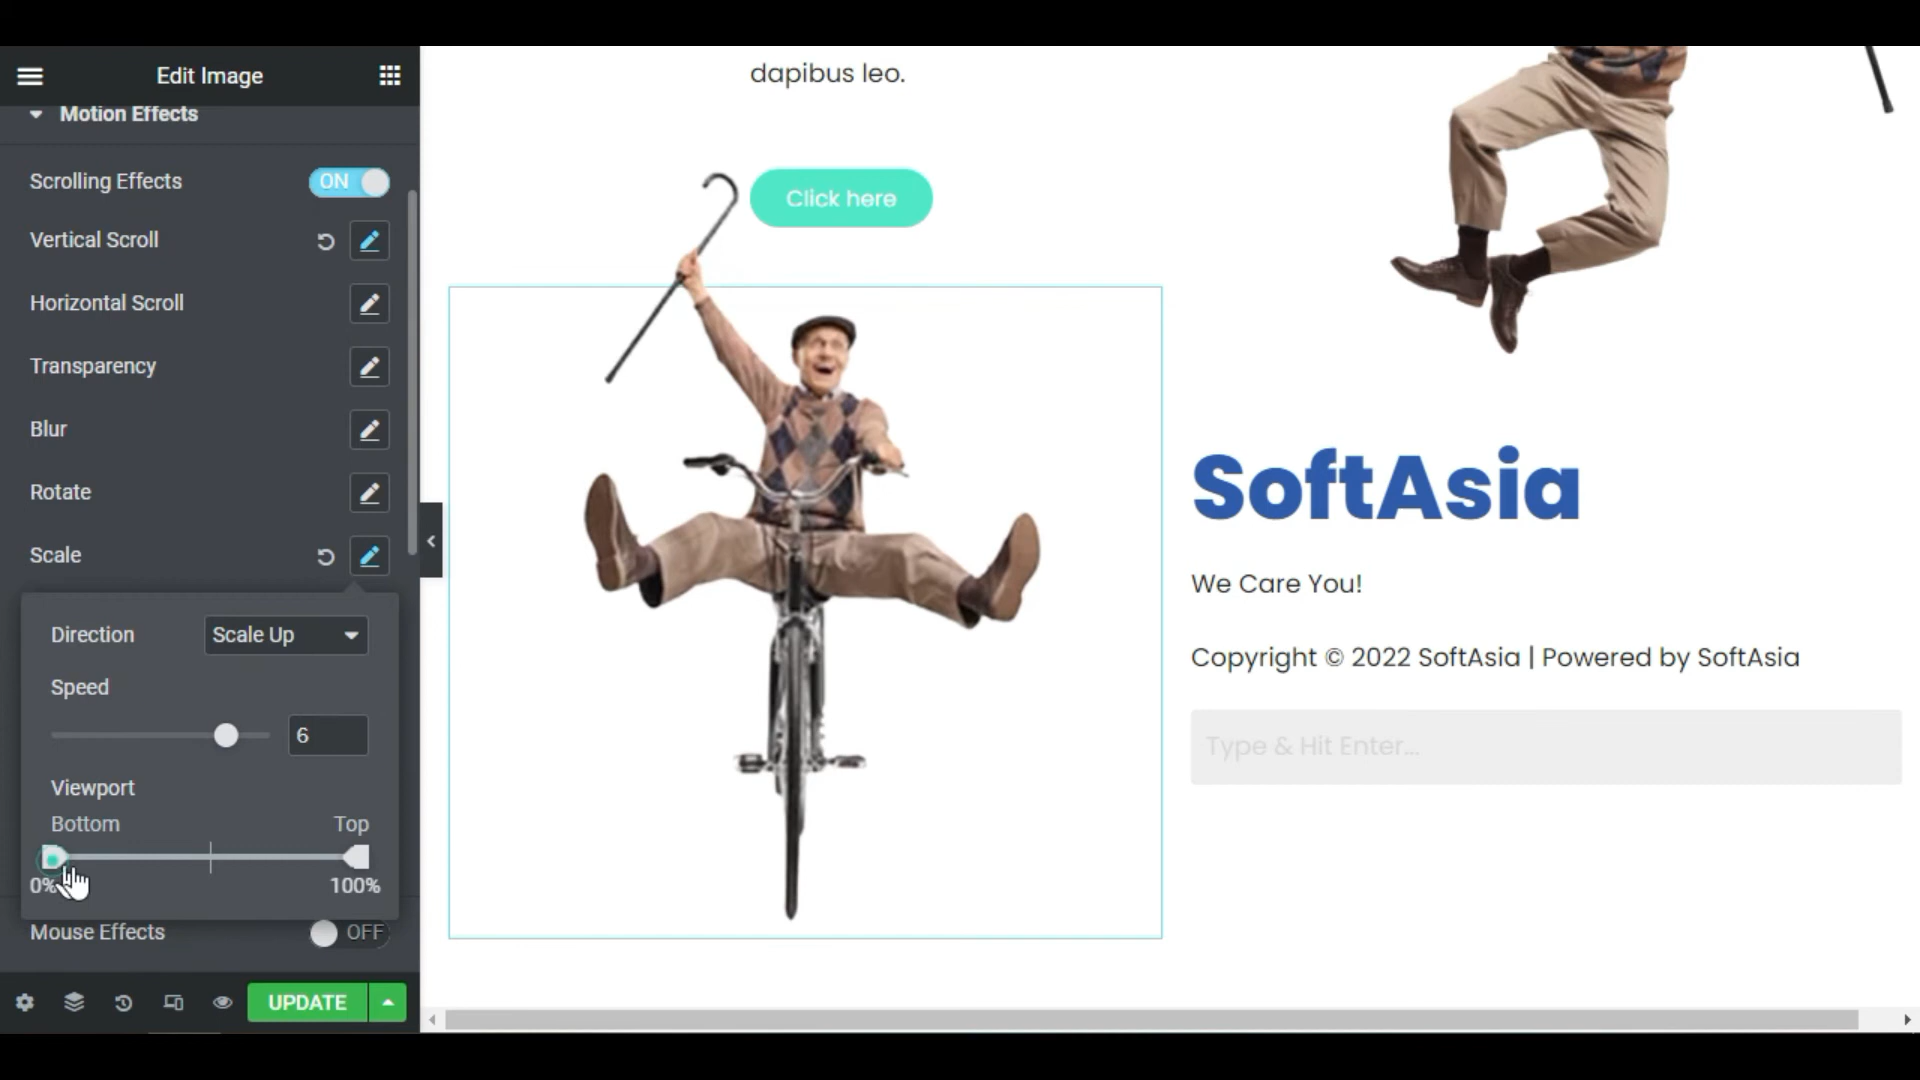 Edit Image
Motion Effects
Scrolling Effects
ON
Vertical Scroll
Horizontal Scroll
Transparency
Blur
Rotate
Scale
Direction
Scale Up
Speed
6
Viewport
Bottom
Top
0%
100%
Mouse Effects
OFF
UPDATE
dapibus leo.
Click here
SoftAsia
We Care You!
Copyright © 2022 SoftAsia | Powered by SoftAsia
Type & Hit Enter...